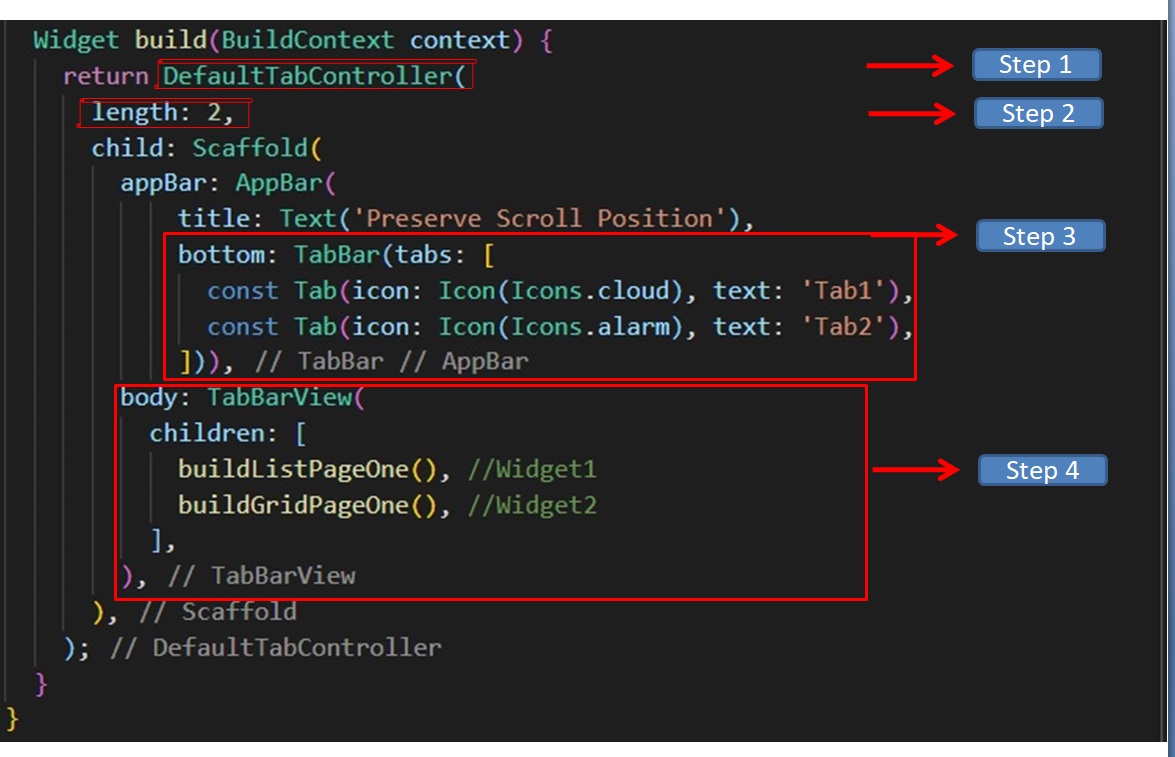 Widget build(BuildContext context) {
return DefaultTabController(
Step 1
length: 2,
Step 2
child: Scaffold(
appBar: AppBar(
title: Text('Preserve Scroll Position'),
Step 3
bottom: TabBar(tabs: [
const Tab(icon: Icon(Icons.cloud), text: 'Tab1'),
const Tab(icon: Icon(Icons.alarm), text: 'Tab2'),
])), // TabBar // AppBar
body: TabBarView(
children: [
buildListPageOne(), //Widget1
Step 4
buildGridPageOne(), //Widget2
],
), // TabBarView
), // Scaffold
); // DefaultTabController
}
}